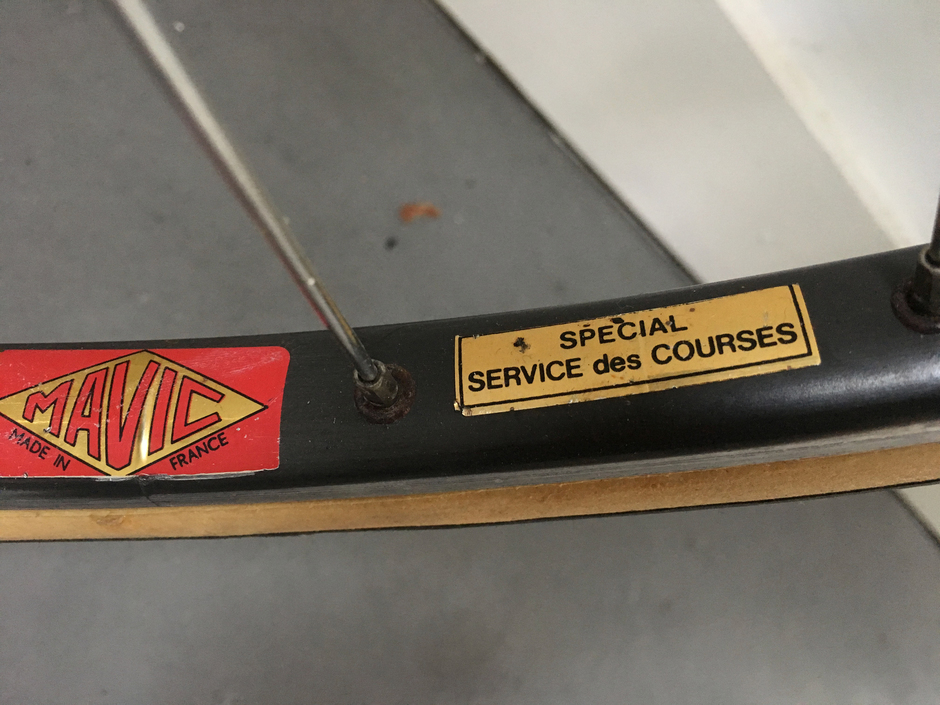 MAVIC
MADE IN FRANCE
SPECIAL
SERVICE des COURSES